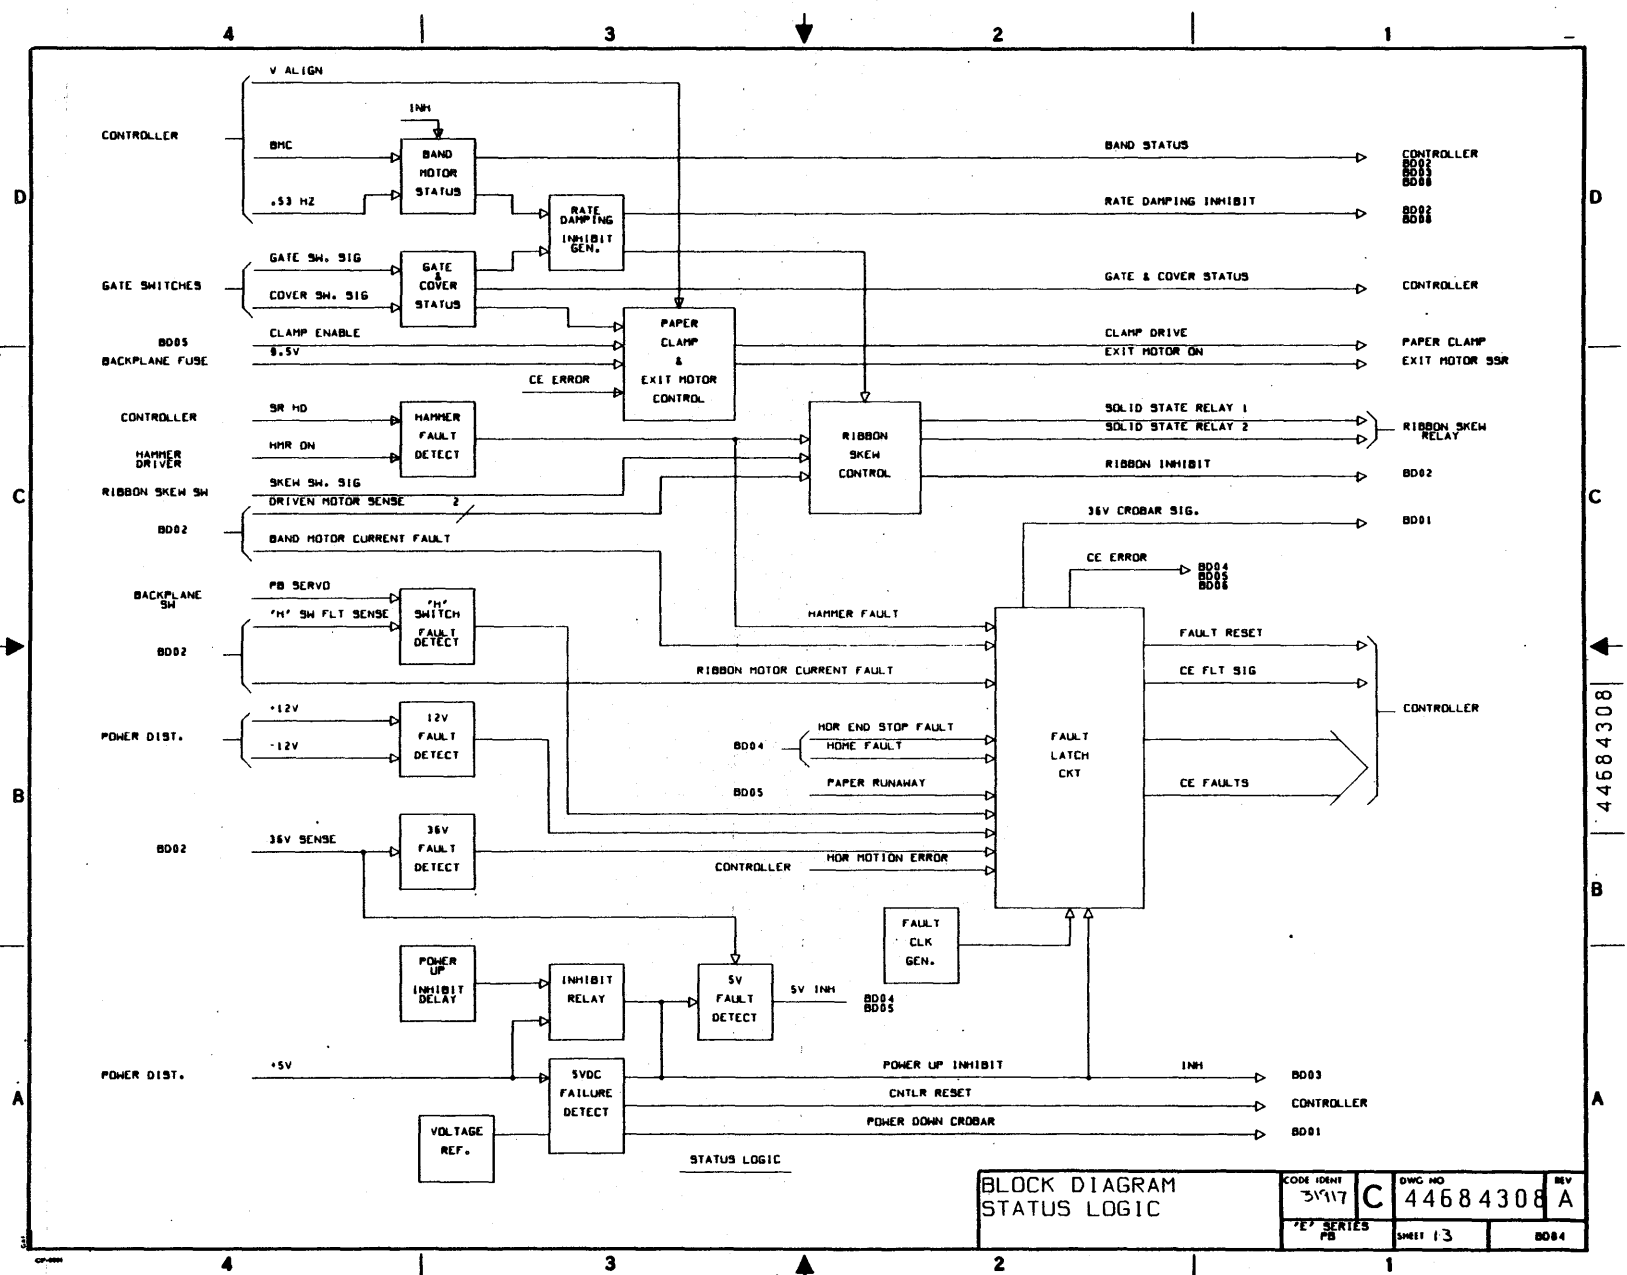 4 3 2 1
V ALIGN
INH
CONTROLLER
BMC
BAND
MOTOR
STATUS
BAND STATUS
CONTROLLER
BD02
BD03
BD08
D
.53 HZ
RATE
DAMPING
INHIBIT
GEN.
RATE DAMPING INHIBIT
BD02
BD08
D
GATE SWITCHES
GATE SW. SIG
COVER SW. SIG
GATE
&
COVER
STATUS
GATE & COVER STATUS
CONTROLLER
BD05
CLAMP ENABLE
BACKPLANE FUSE
8.5V
CE ERROR
PAPER
CLAMP
&
EXIT MOTOR
CONTROL
CLAMP DRIVE
PAPER CLAMP
EXIT MOTOR ON
EXIT MOTOR SSR
CONTROLLER
SR HD
HAMMER
DRIVER
HMR ON
HAMMER
FAULT
DETECT
RIBBON
SKEW
CONTROL
SOLID STATE RELAY 1
SOLID STATE RELAY 2
RIBBON SKEW
RELAY
RIBBON INHIBIT
BD02
C
RIBBON SKEW SW
SKEW SW. SIG
DRIVEN MOTOR SENSE 2
C
BD02
BAND MOTOR CURRENT FAULT
36V CROBAR SIG.
BD01
CE ERROR
BD04
BD05
BD06
BACKPLANE
SW
PB SERVO
"H" SW FLT SENSE
BD02
"H"
SWITCH
FAULT
DETECT
HAMMER FAULT
RIBBON MOTOR CURRENT FAULT
FAULT RESET
CE FLT SIG
CONTROLLER
POWER DIST.
+12V
-12V
12V
FAULT
DETECT
BD04
HOR END STOP FAULT
HOME FAULT
FAULT
LATCH
CKT
BD05
PAPER RUNAWAY
CE FAULTS
44684308
B
BD02
36V SENSE
36V
FAULT
DETECT
CONTROLLER
HOR MOTION ERROR
B
FAULT
CLK
GEN.
POWER
UP
INHIBIT
DELAY
INHIBIT
RELAY
5V
FAULT
DETECT
5V INH
BD04
BD05
POWER DIST.
+5V
5VDC
FAILURE
DETECT
POWER UP INHIBIT
INH
BD03
A
CNTLR RESET
CONTROLLER
A
VOLTAGE
REF.
POWER DOWN CROBAR
BD01
STATUS LOGIC
BLOCK DIAGRAM
STATUS LOGIC
CODE IDENT
31917
C
DWG NO
44684308
REV
A
"E" SERIES
PB
SHEET 1.3
BD84
4 3 2 1